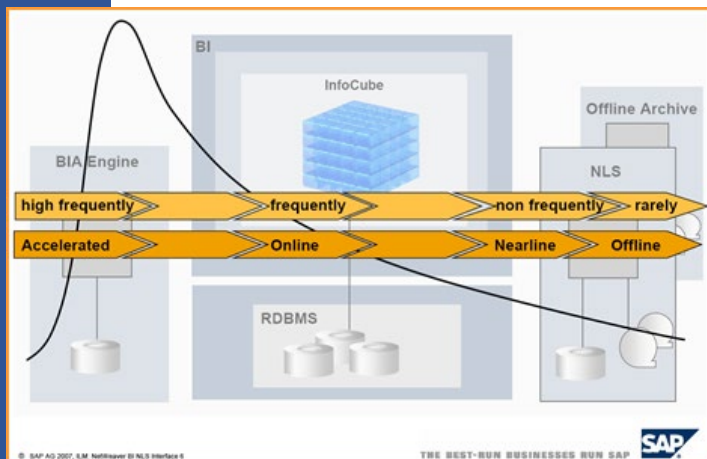 BI
InfoCube
Offline Archive
BIA Engine
NLS
high frequently
frequently
non frequently
rarely
Accelerated
Online
Nearline
Offline
RDBMS
© SAP AG 2007, ILM NetWeaver BI NLS Interface 6
THE BEST-RUN BUSINESSES RUN SAP
SAP